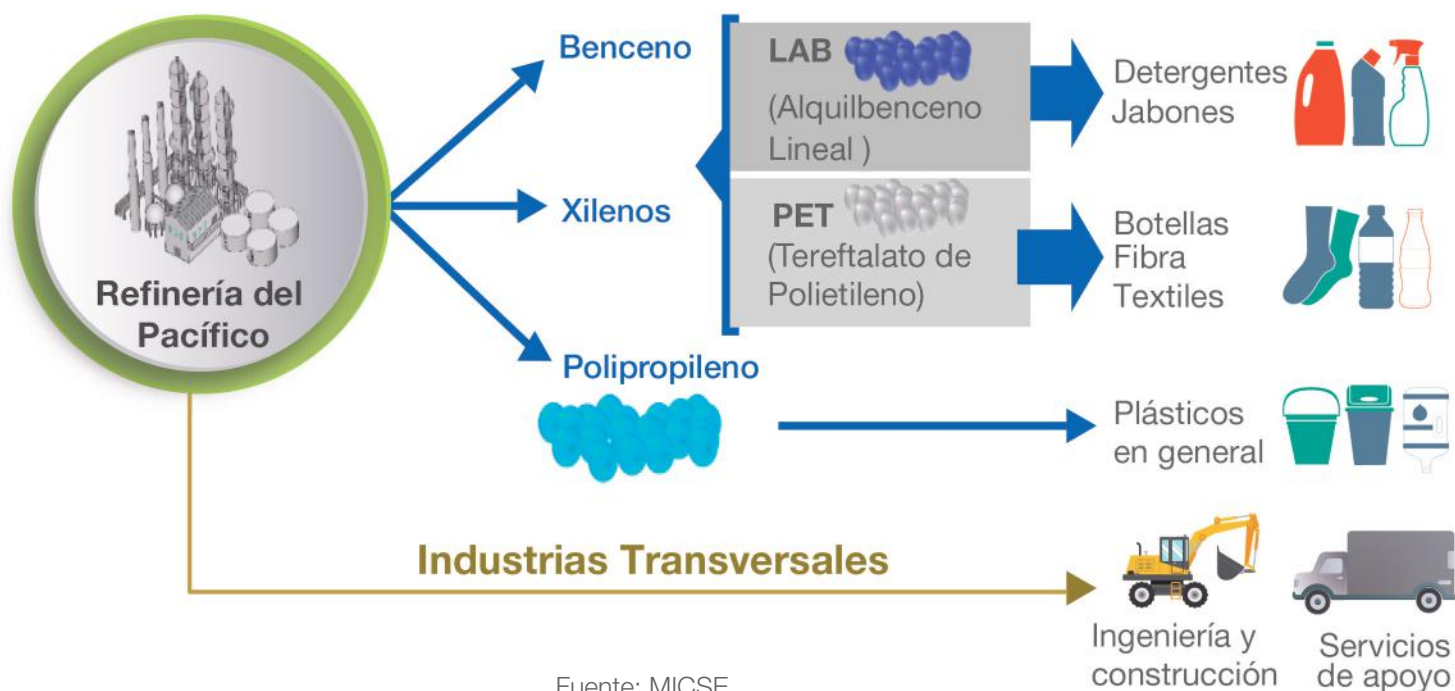 Refinería del
Pacífico
Benceno
Xilenos
Polipropileno
LAB
(Alquilbenceno
Lineal )
PET
(Tereftalato de
Polietileno)
Detergentes
Jabones
Botellas
Fibra
Textiles
Plásticos
en general
Industrias Transversales
Ingeniería y
construcción
Servicios
de apoyo
Fuente: MICSE